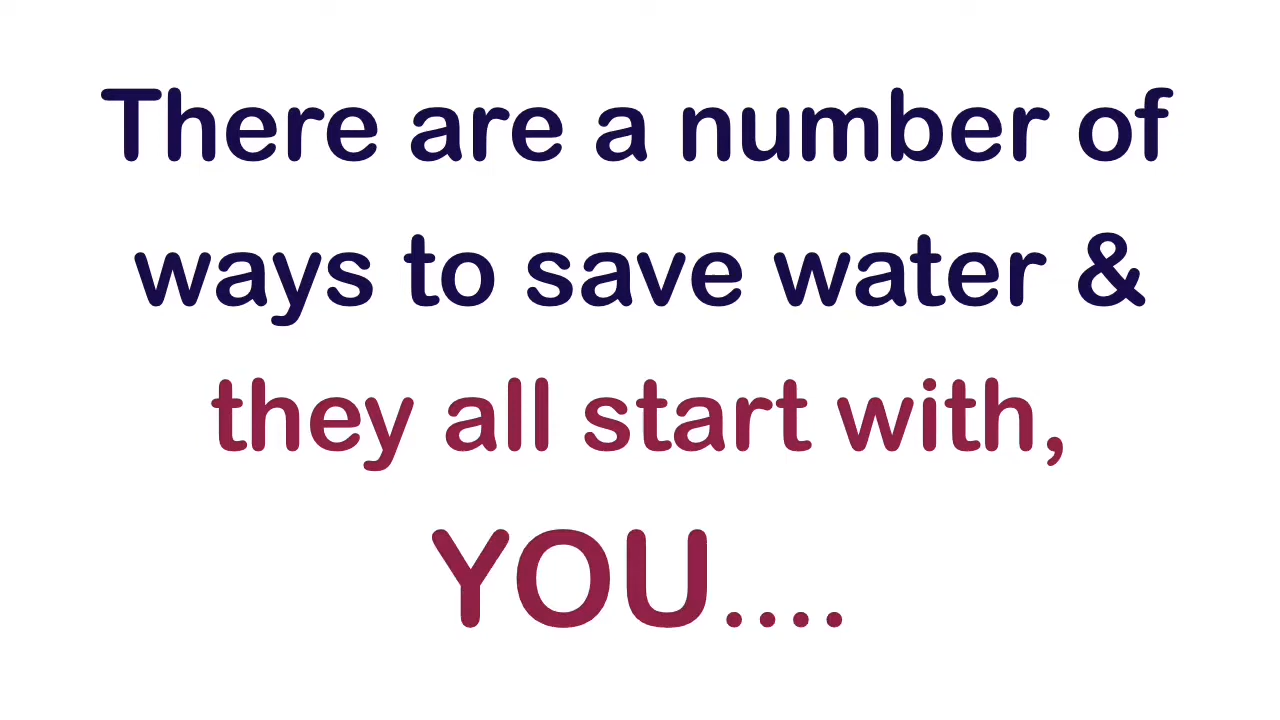 There are a number of
ways to save water &
they all start with,
YOU....